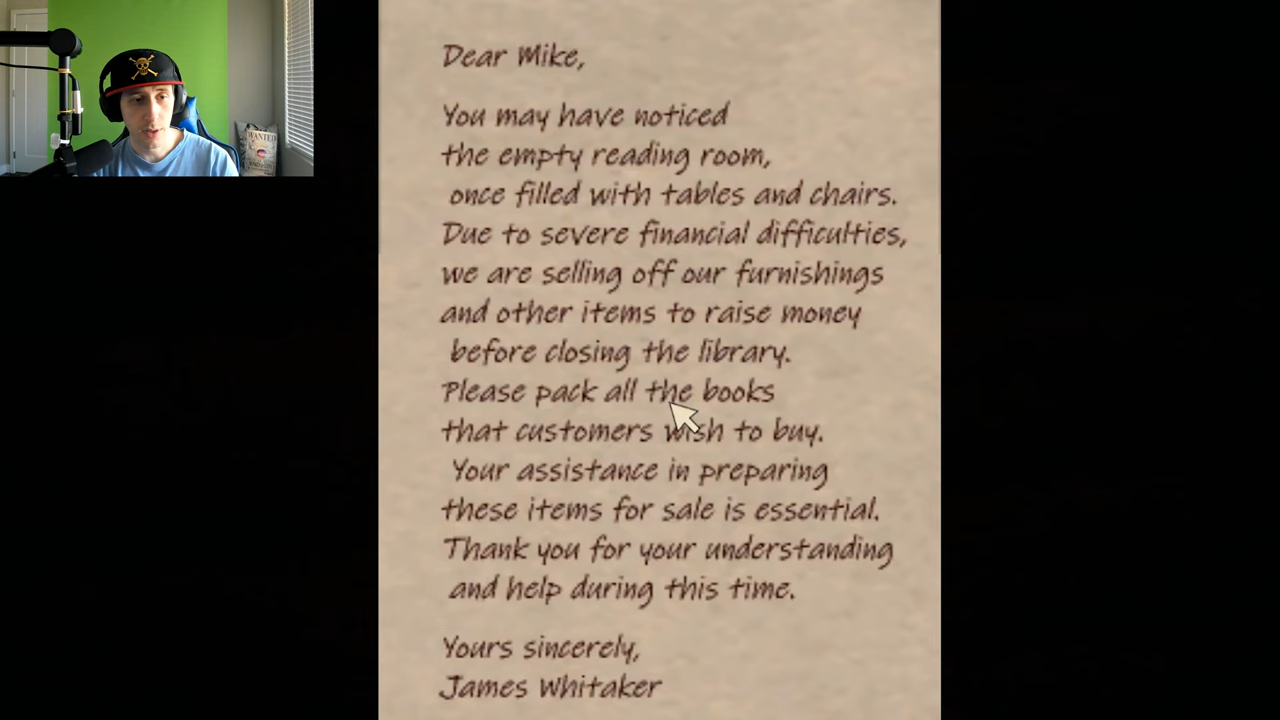 WANTED
Dear Mike,
You may have noticed
the empty reading room,
once filled with tables and chairs.
Due to severe financial difficulties,
we are selling off our furnishings
and other items to raise money
before closing the library.
Please pack all the books
that customers wish to buy.
Your assistance in preparing
these items for sale is essential.
Thank you for your understanding
and help during this time.
Yours sincerely,
James Whitaker